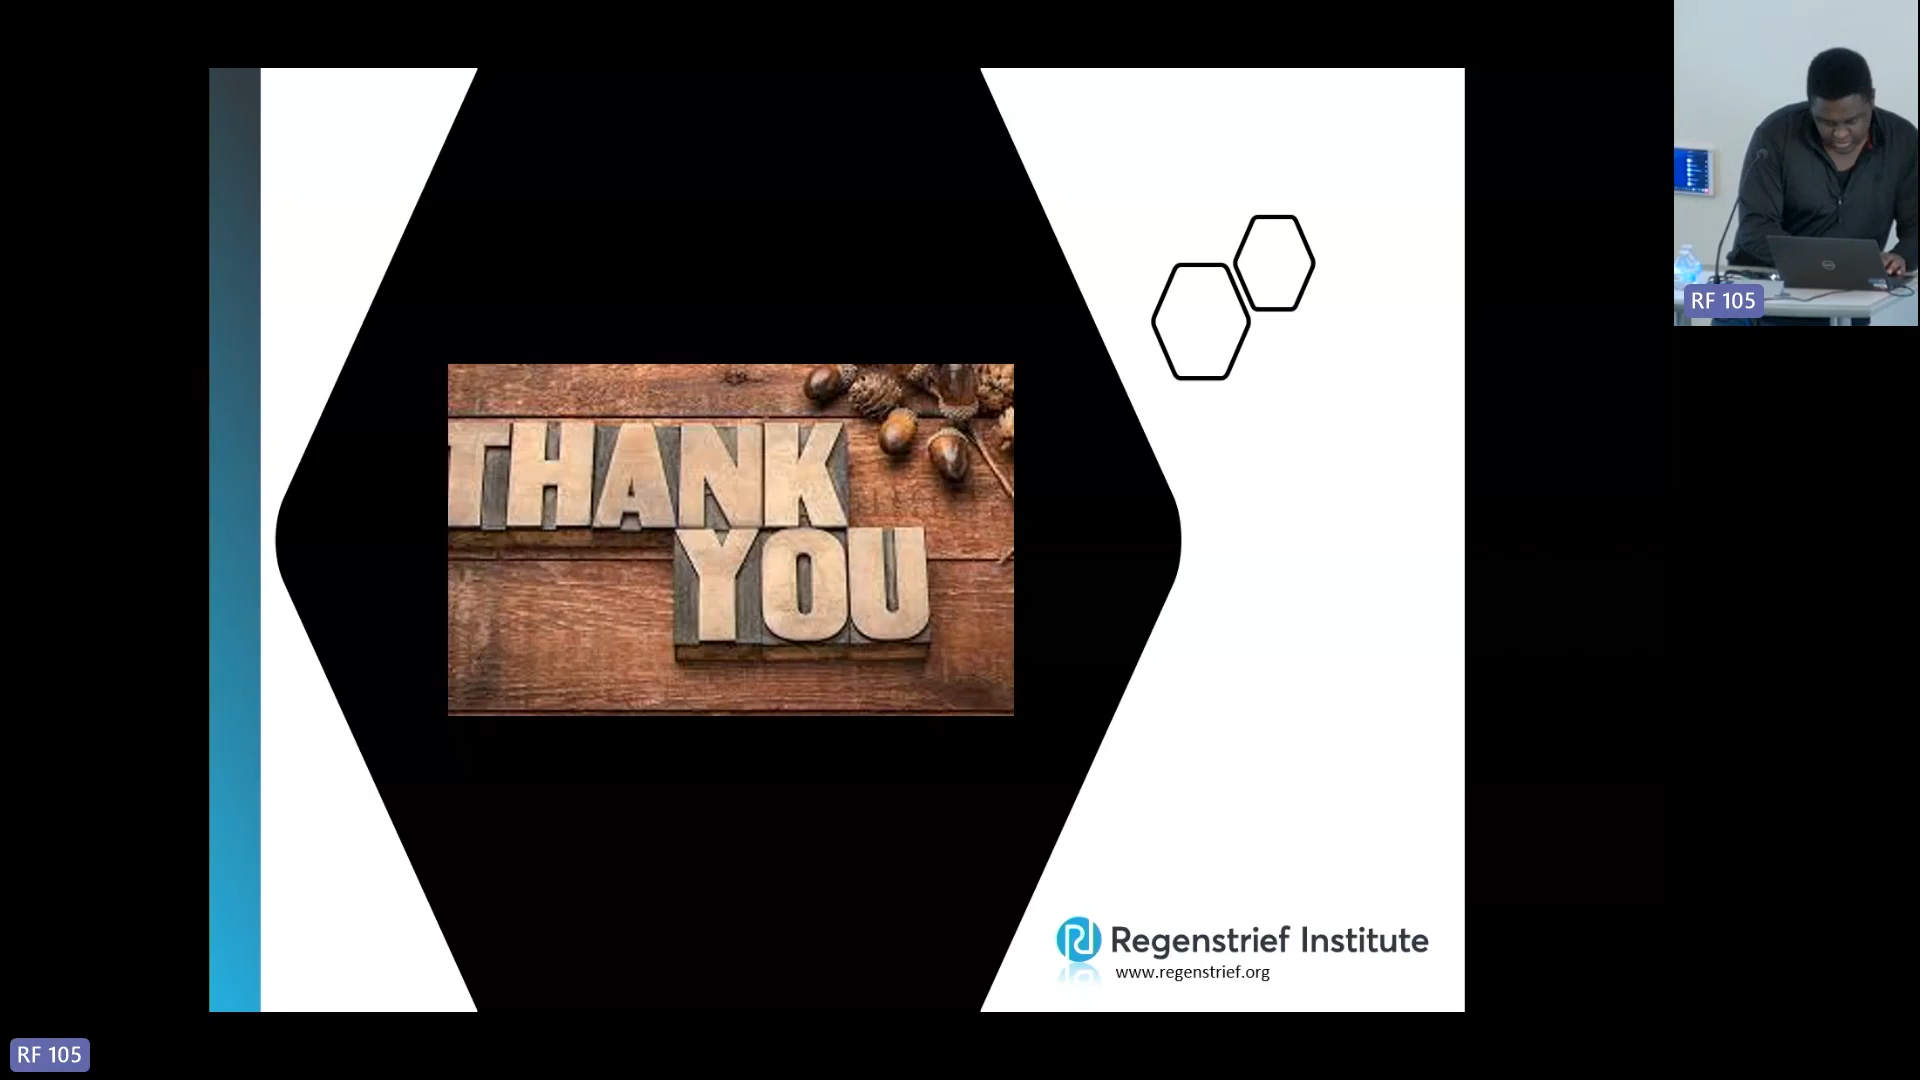 RF 105
THANK
YOU
Regenstrief Institute
www.regenstrief.org
RF 105